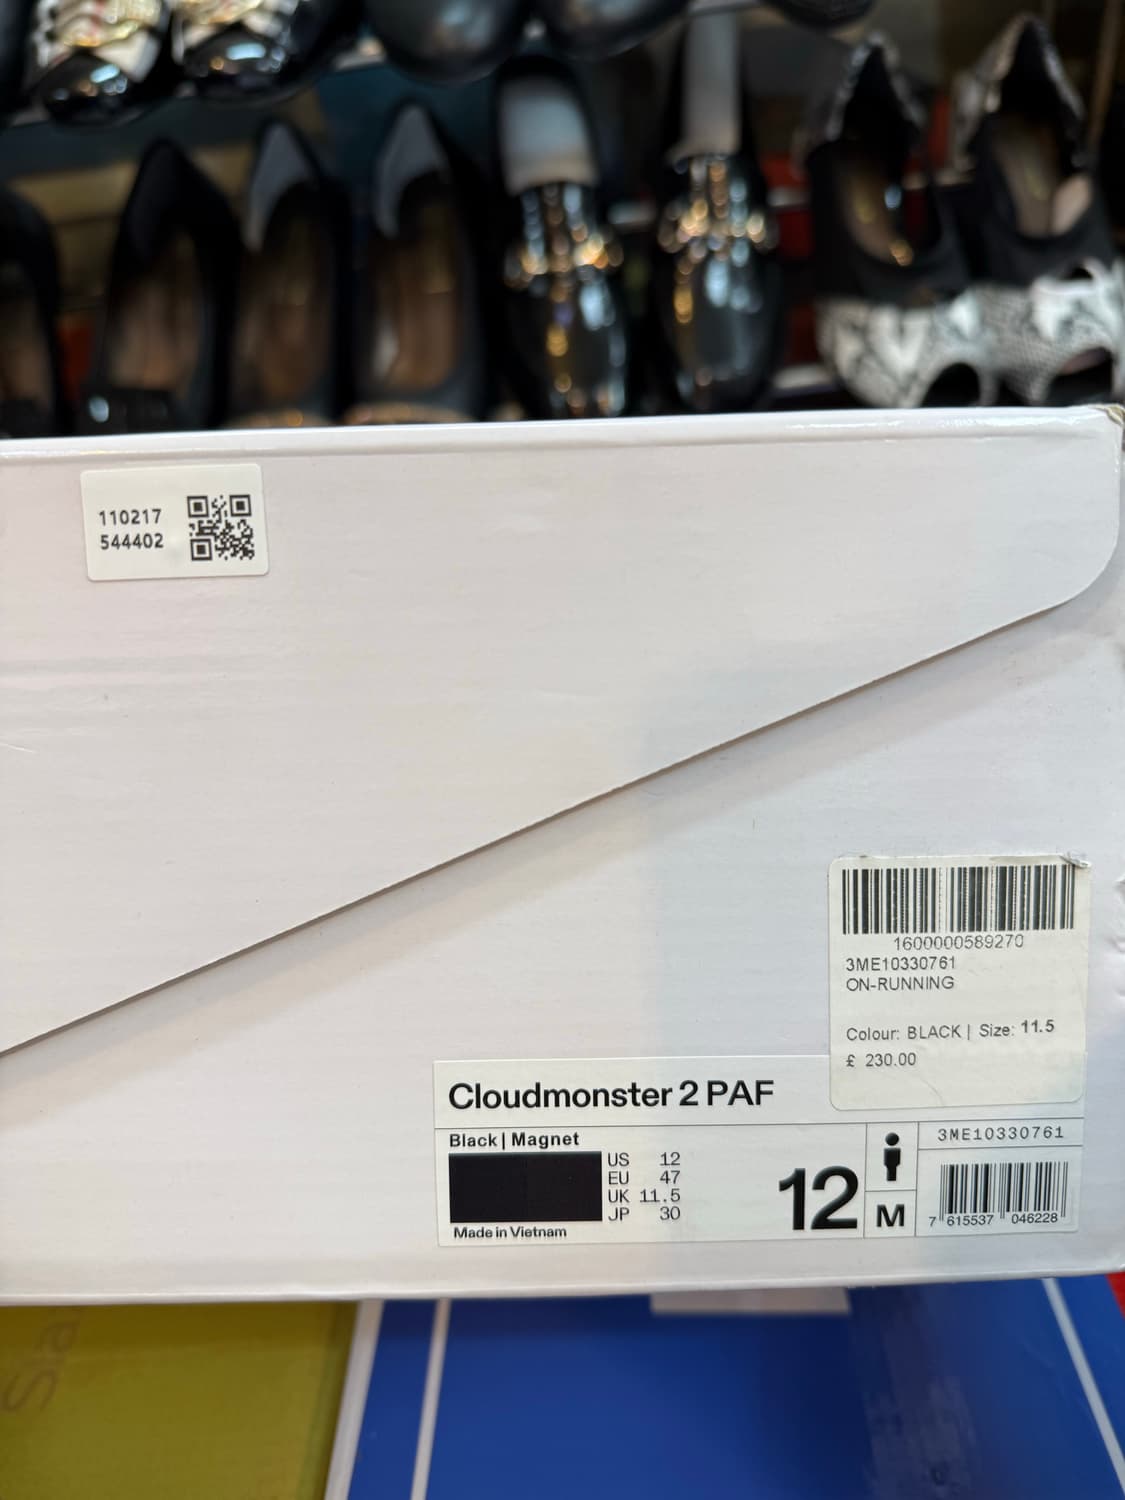 110217
544402
1600000589270
3ME10330761
ON-RUNNING
Colour: BLACK | Size: 11.5
£ 230.00
Cloudmonster 2 PAF
Black | Magnet
US 12
EU 47
UK 11.5
JP 30
Made in Vietnam
12
M
3ME10330761
7 615537 046228
Sla